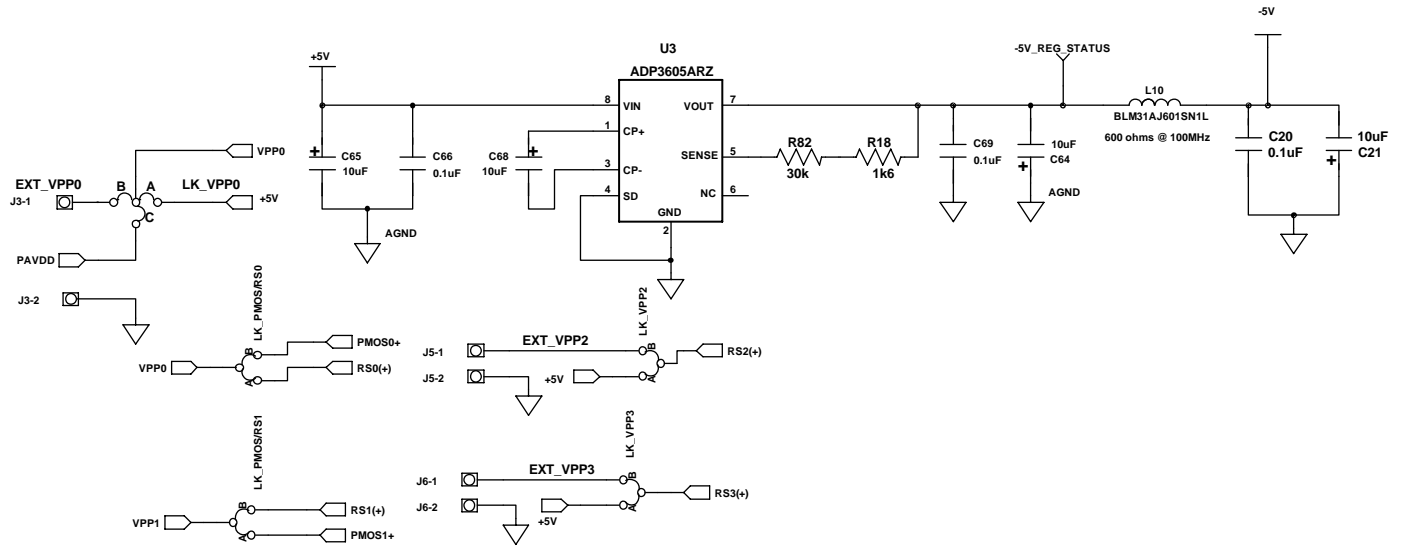 -5V
U3
-5V_REG_STATUS
+5V
ADP3605ARZ
L10
8 VIN VOUT 7
BLM31AJ601SN1L
1 CP+
VPP0
C65
10uF
C66
0.1uF
C68
10uF
R82
30k
R18
1k6
SENSE 5
C69
0.1uF
10uF
C64
600 ohms @ 100MHz
C20
0.1uF
10uF
C21
3 CP-
EXT_VPP0
B A
LK_VPP0
J3-1
+5V
C
4 SD
NC 6
AGND
GND
2
AGND
PAVDD
J3-2
LK_PMOS/RS0
B
PMOS0+
VPP0
A
RS0(+)
LK_VPP2
J5-1
EXT_VPP2
B
RS2(+)
J5-2
+5V
A
LK_PMOS/RS1
B
RS1(+)
VPP1
A
PMOS1+
LK_VPP3
J6-1
EXT_VPP3
B
RS3(+)
J6-2
+5V
A